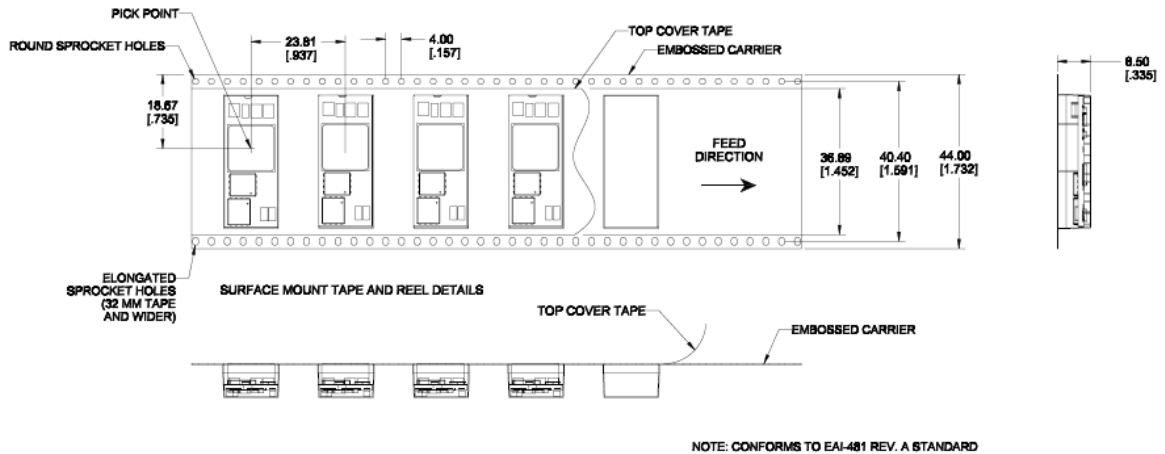 PICK POINT
ROUND SPROCKET HOLES
23.81
[.937]
4.00
[.157]
TOP COVER TAPE
EMBOSSED CARRIER
8.50
[.335]
18.67
[.735]
FEED
DIRECTION
36.89
[1.452]
40.40
[1.591]
44.00
[1.732]
ELONGATED
SPROCKET HOLES
(32 MM TAPE
AND WIDER)
SURFACE MOUNT TAPE AND REEL DETAILS
TOP COVER TAPE
EMBOSSED CARRIER
NOTE: CONFORMS TO EAI-481 REV. A STANDARD